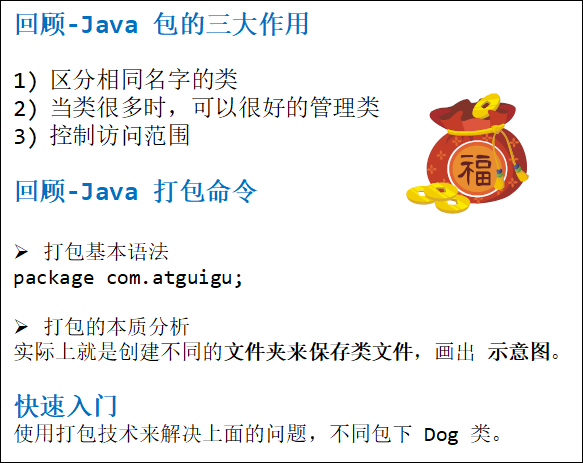 回顾-Java 包的三大作用
1) 区分相同名字的类
2) 当类很多时，可以很好的管理类
3) 控制访问范围
福
回顾-Java 打包命令
➢ 打包基本语法
package com.atguigu;
➢ 打包的本质分析
实际上就是创建不同的文件夹来保存类文件，画出 示意图。
快速入门
使用打包技术来解决上面的问题，不同包下 Dog 类。